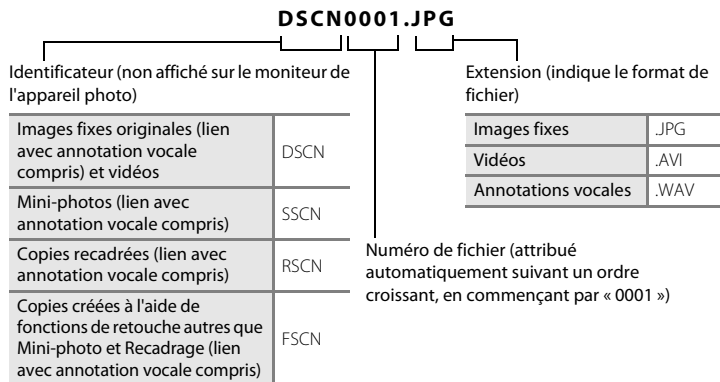 DSCN0001.JPG
Identificateur (non affiché sur le moniteur de
l'appareil photo)
Images fixes originales (lien
avec annotation vocale
compris) et vidéos
DSCN
Mini-photos (lien avec
annotation vocale compris)
SSCN
Copies recadrées (lien avec
annotation vocale compris)
RSCN
Copies créées à l'aide de
fonctions de retouche autres que
Mini-photo et Recadrage (lien
avec annotation vocale compris)
FSCN
Numéro de fichier (attribué
automatiquement suivant un ordre
croissant, en commençant par « 0001 »)
Extension (indique le format de
fichier)
Images fixes .JPG
Vidéos .AVI
Annotations vocales .WAV